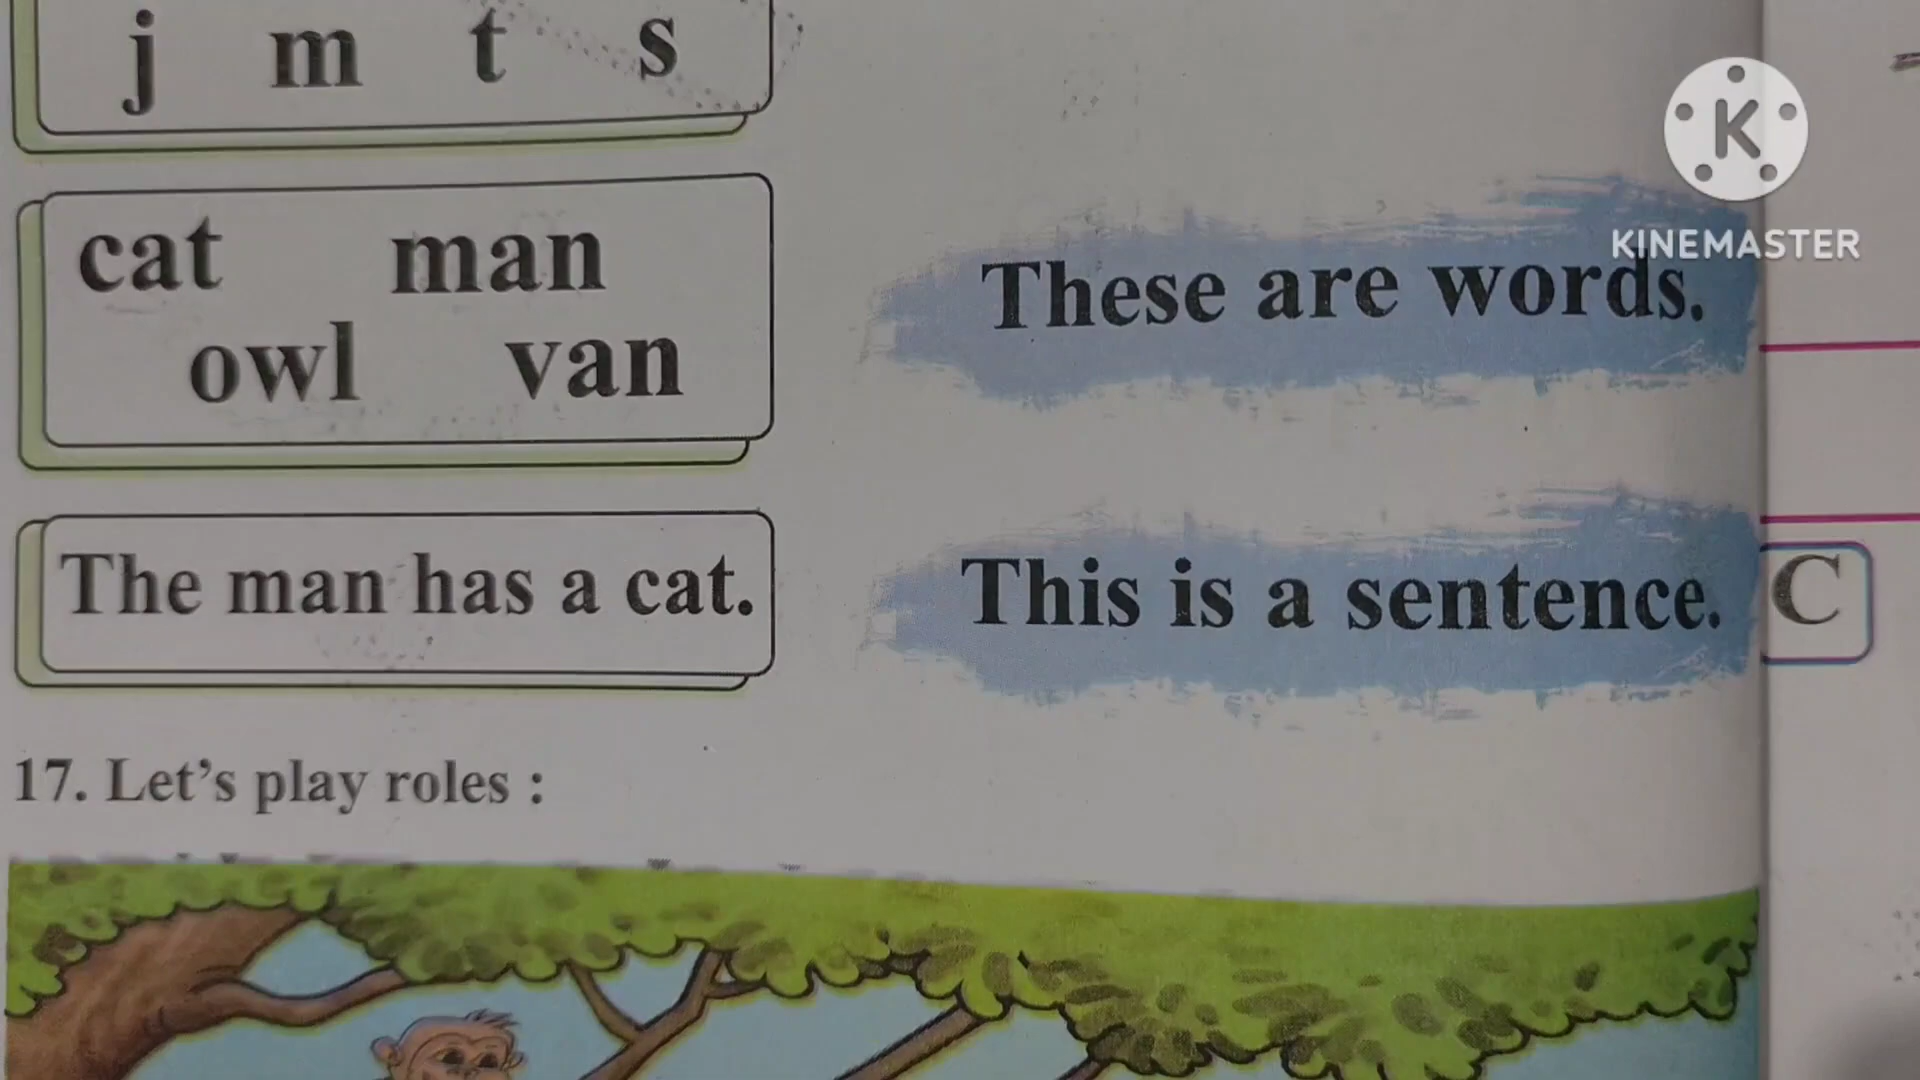 j m t s
K
KINEMASTER
cat man
owl van
These are words.
The man has a cat.
This is a sentence.
C
17. Let's play roles :